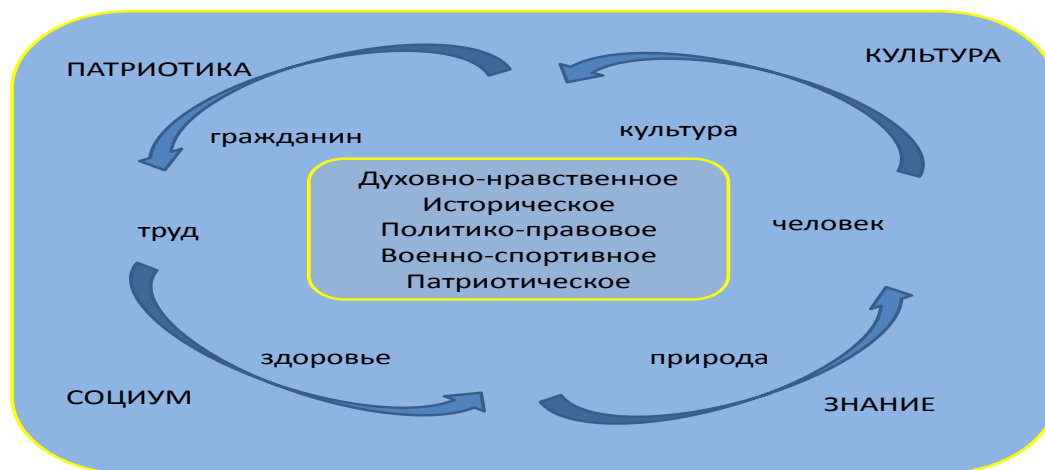 ПАТРИОТИКА
КУЛЬТУРА
гражданин
культура
Духовно-нравственное
Историческое
Политико-правовое
Военно-спортивное
Патриотическое
труд
человек
здоровье
природа
СОЦИУМ
ЗНАНИЕ